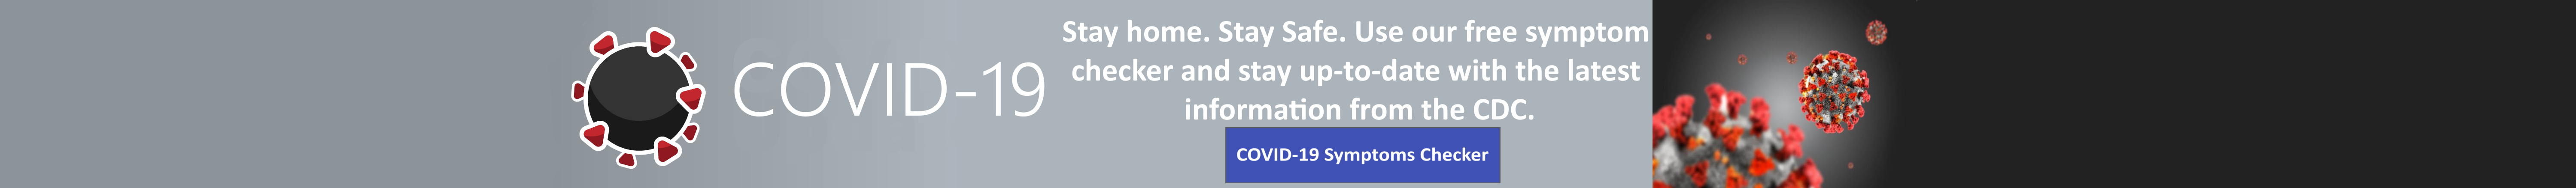 COVID-19
Stay home. Stay Safe. Use our free symptom
checker and stay up-to-date with the latest
information from the CDC.
COVID-19 Symptoms Checker